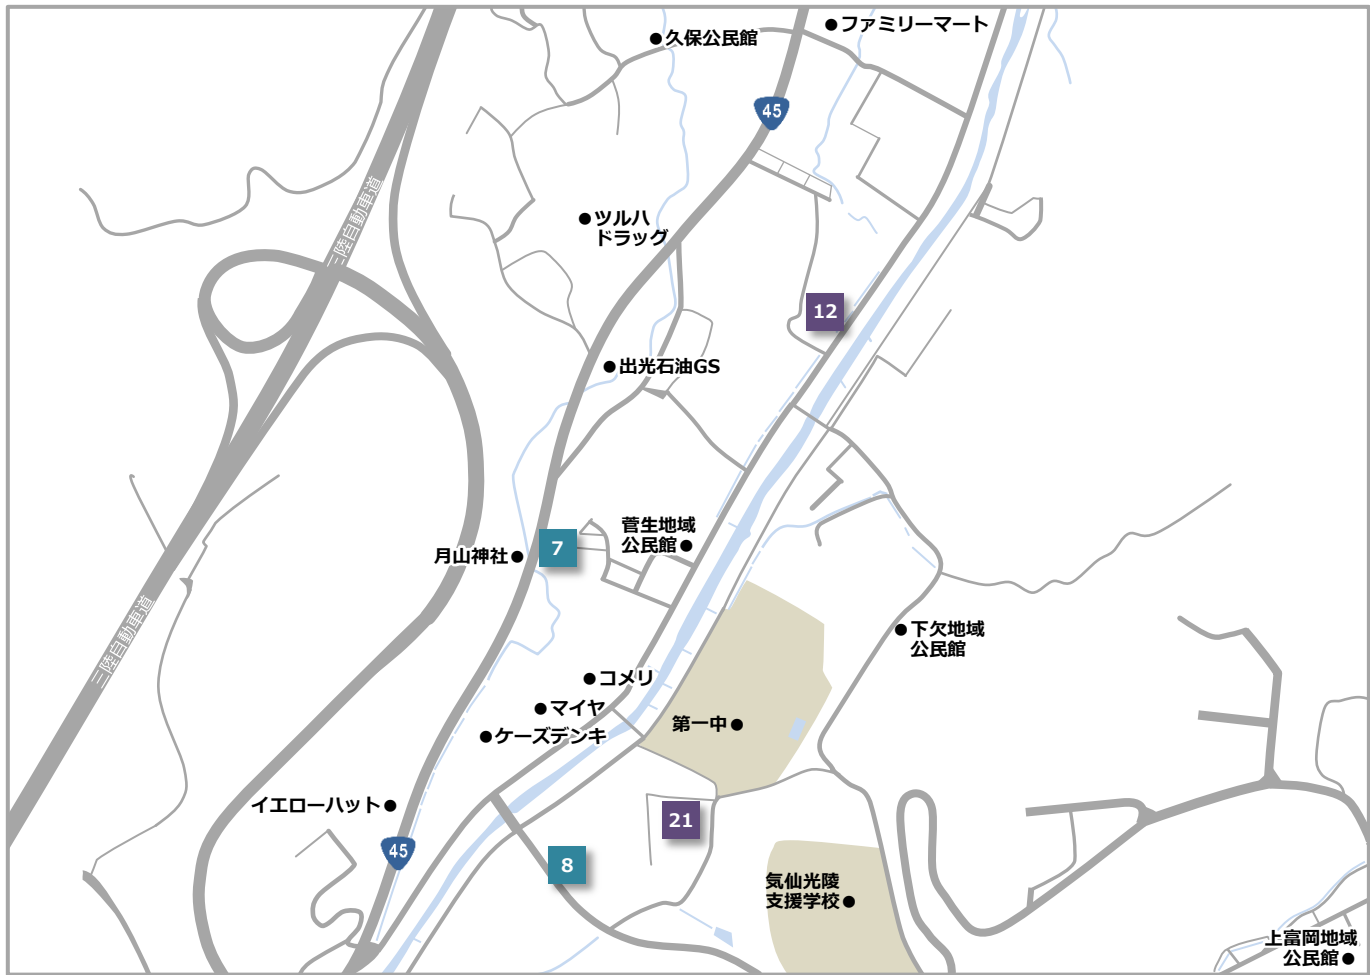 久保公民館
ファミリーマート
45
三陸自動車道
ツルハ
ドラッグ
12
出光石油GS
菅生地域
公民館
月山神社
7
三陸自動車道
下欠地域
公民館
コメリ
マイヤ
第一中
ケーズデンキ
イエローハット
21
45
8
気仙光陵
支援学校
上富岡地域
公民館